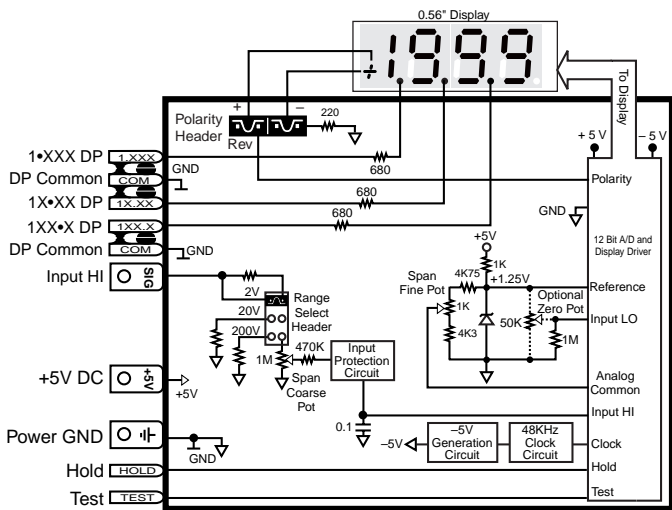 0.56" Display
1999
To Display
+ 5 V
– 5 V
+
–
220
Polarity
Header
Rev
1•XXX DP
1.XXX
GND
680
DP Common
COM
680
1X•XX DP
1X.XX
680
1XX•X DP
1XX.X
DP Common
COM
GND
Input HI
SIG
2V
20V
200V
Range
Select
Header
1M
470K
Span
Coarse
Pot
Input
Protection
Circuit
0.1
+5V
1K
4K75
+1.25V
Span
Fine Pot
1K
4K3
50K
Optional
Zero Pot
1M
Polarity
GND
12 Bit A/D and
Display Driver
Reference
Input LO
Analog
Common
Input HI
Clock
Hold
Test
–5V
–5V
Generation
Circuit
48KHz
Clock
Circuit
+5V DC
+5V
+5V
Power GND
GND
Hold
HOLD
Test
TEST